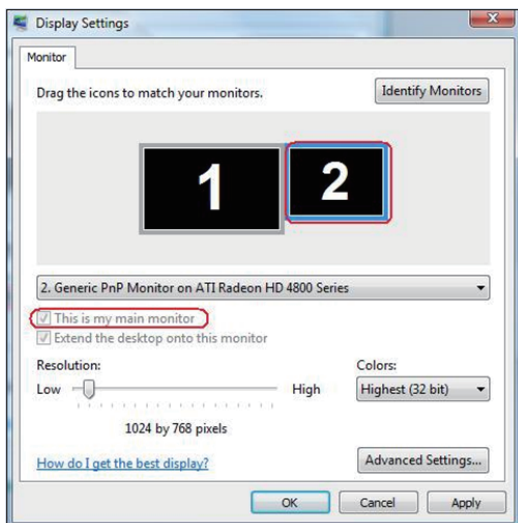 Display Settings
Monitor
Drag the icons to match your monitors.
Identify Monitors
1
2
2. Generic PnP Monitor on ATI Radeon HD 4800 Series
This is my main monitor
Extend the desktop onto this monitor
Resolution:
Colors:
Low
High
Highest (32 bit)
1024 by 768 pixels
How do I get the best display?
Advanced Settings...
OK
Cancel
Apply